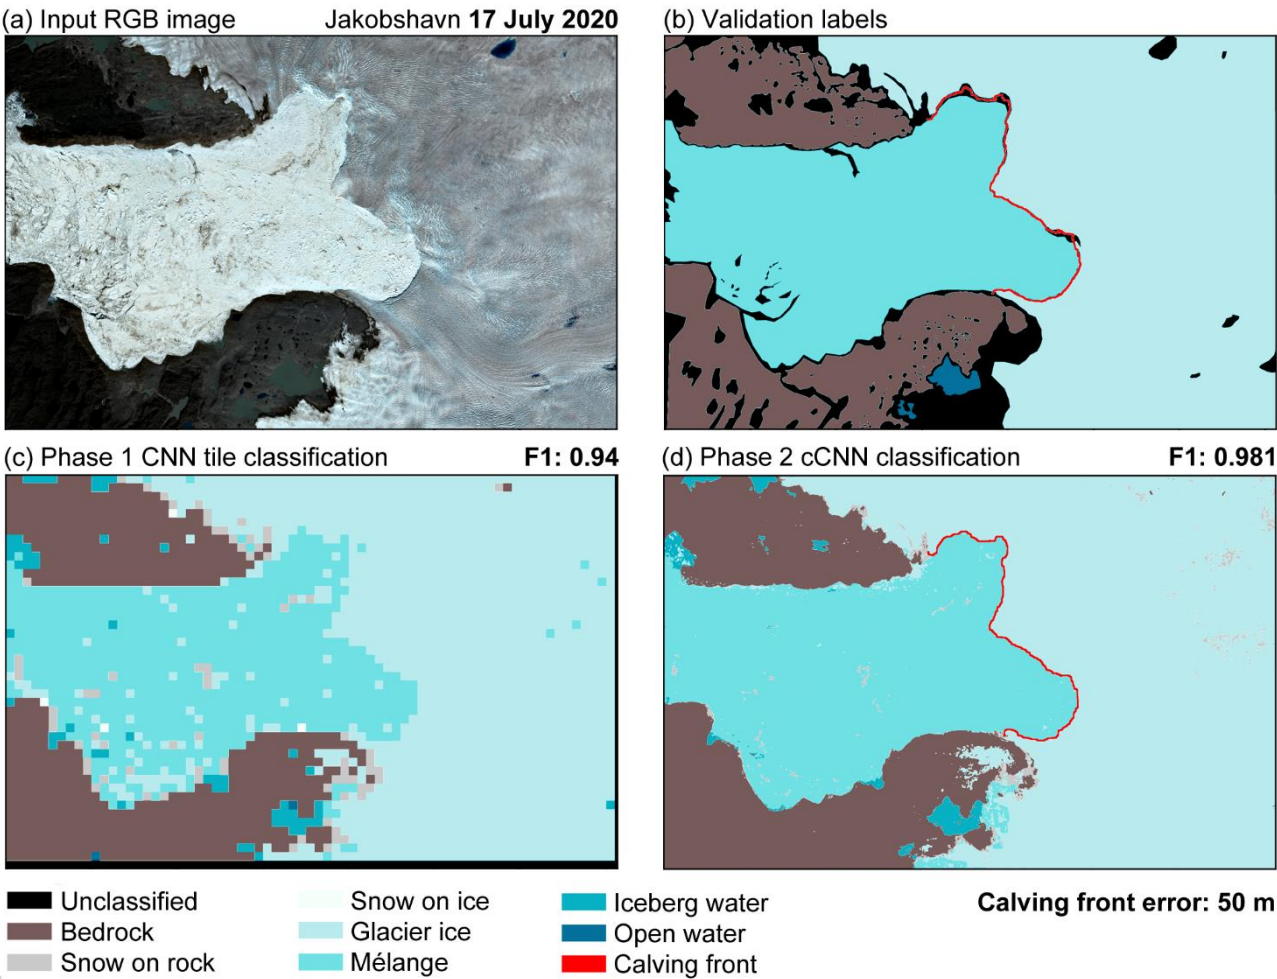 (a) Input RGB image Jakobshavn 17 July 2020
(b) Validation labels
(c) Phase 1 CNN tile classification F1: 0.94
(d) Phase 2 cCNN classification F1: 0.981
Unclassified
Bedrock
Snow on rock
Snow on ice
Glacier ice
Mélange
Iceberg water
Open water
Calving front
Calving front error: 50 m